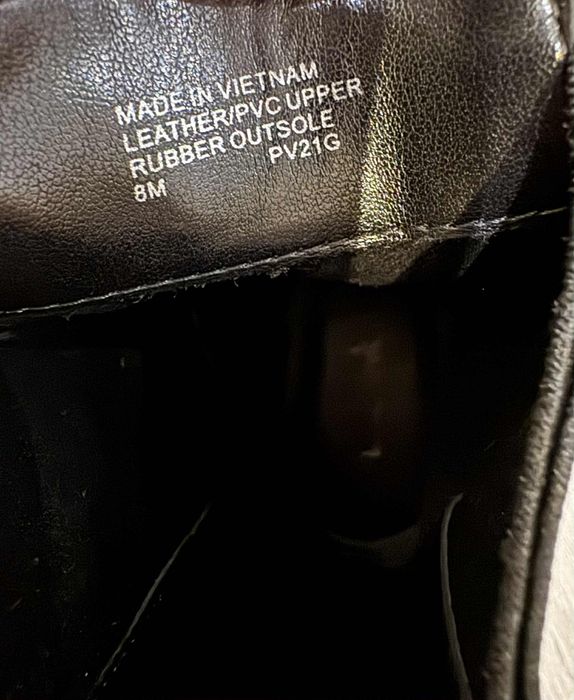 MADE IN VIETNAM
LEATHER/PVC UPPER
RUBBER OUTSOLE
PV21G
8M